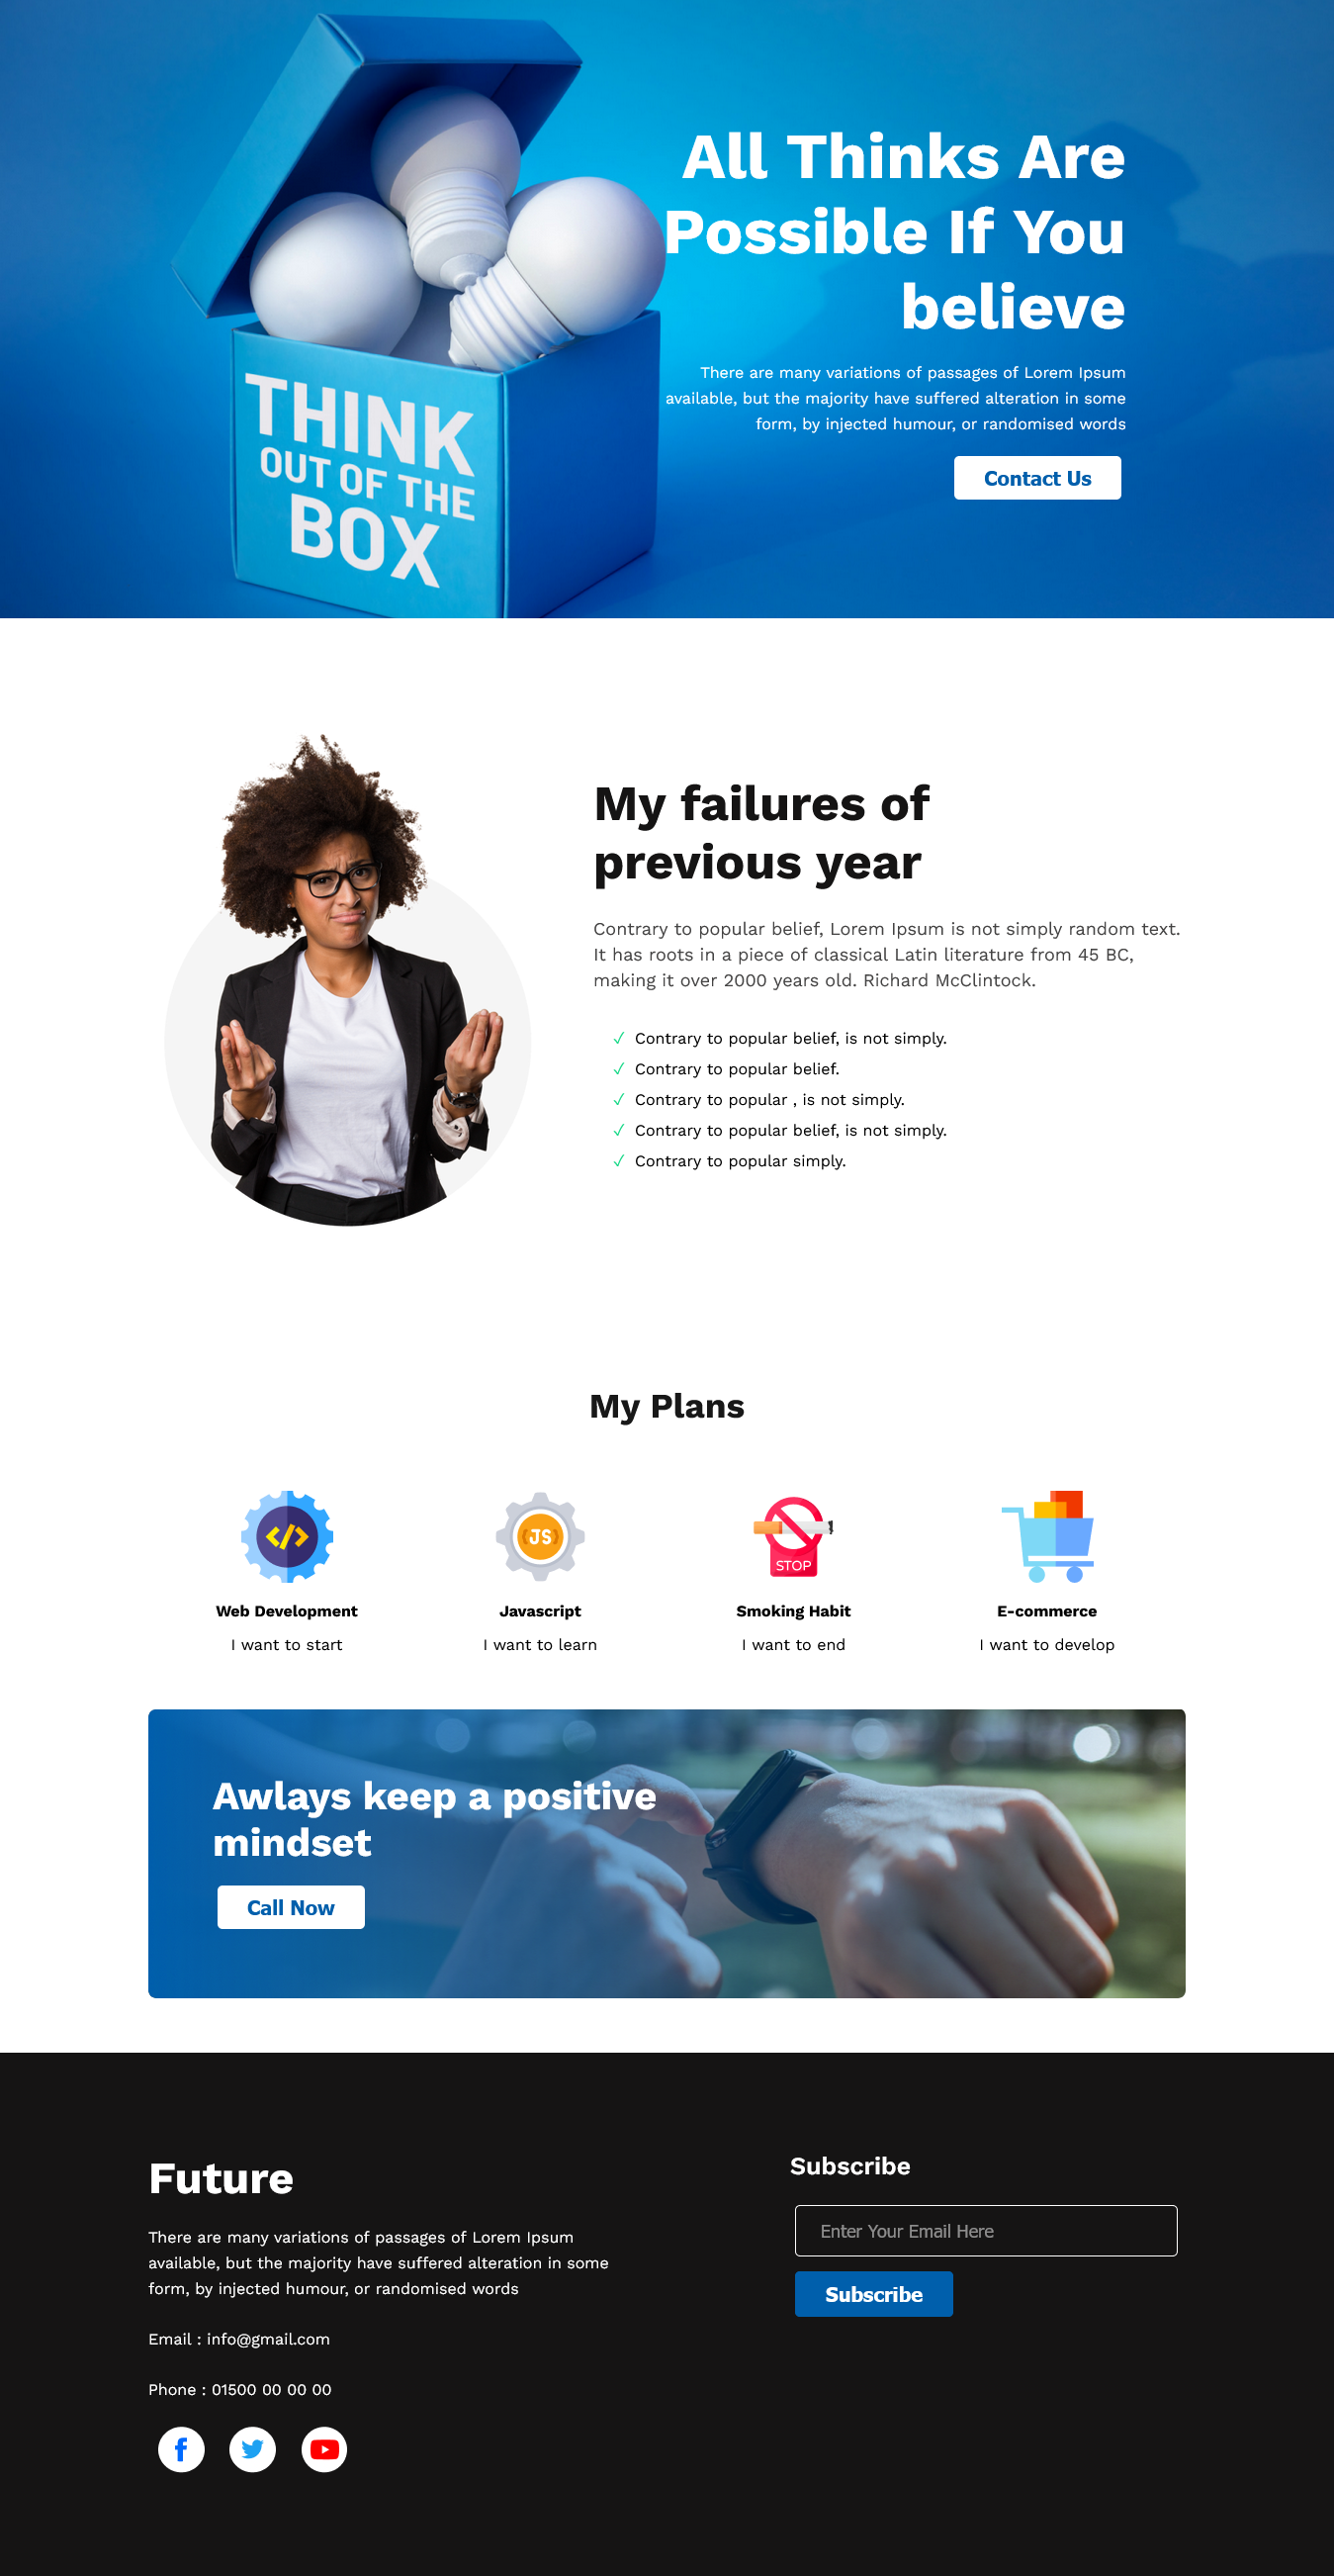 All Thinks Are
Possible If You
believe
There are many variations of passages of Lorem Ipsum
available, but the majority have suffered alteration in some
form, by injected humour, or randomised words
Contact Us
THINK
OUT OF THE
BOX
My failures of
previous year
Contrary to popular belief, Lorem Ipsum is not simply random text.
It has roots in a piece of classical Latin literature from 45 BC,
making it over 2000 years old. Richard McClintock.
✓ Contrary to popular belief, is not simply.
✓ Contrary to popular belief.
✓ Contrary to popular , is not simply.
✓ Contrary to popular belief, is not simply.
✓ Contrary to popular simply.
My Plans
</>
JS
STOP
Web Development
I want to start
Javascript
I want to learn
Smoking Habit
I want to end
E-commerce
I want to develop
Awlays keep a positive
mindset
Call Now
Future
There are many variations of passages of Lorem Ipsum
available, but the majority have suffered alteration in some
form, by injected humour, or randomised words
Email : info@gmail.com
Phone : 01500 00 00 00
Subscribe
Enter Your Email Here
Subscribe